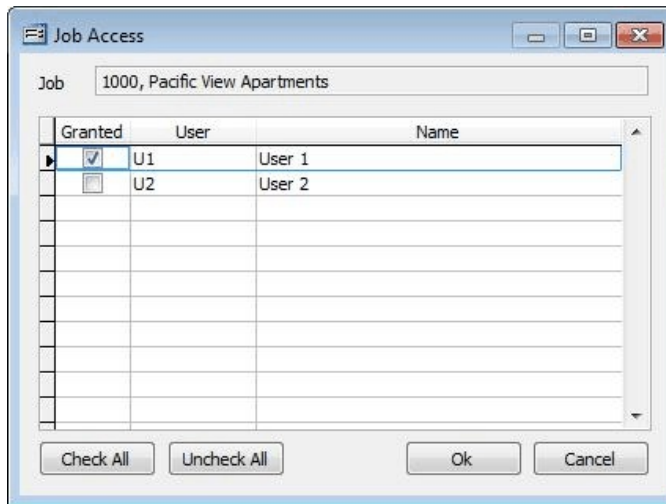 Job Access
Job 1000, Pacific View Apartments
Granted User Name
U1 User 1
U2 User 2
Check All Uncheck All Ok Cancel